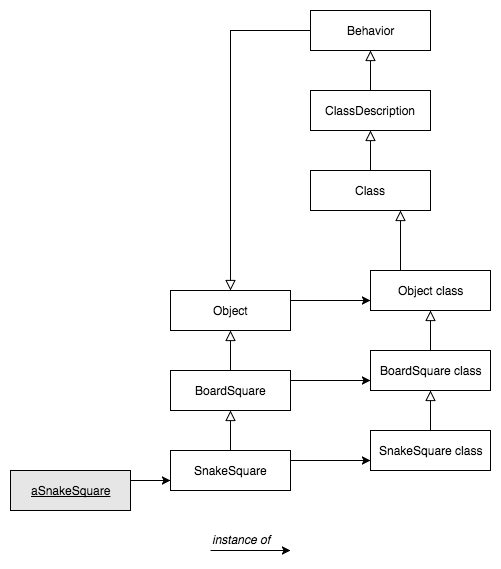 Behavior
ClassDescription
Class
Object class
Object
BoardSquare class
BoardSquare
SnakeSquare class
SnakeSquare
aSnakeSquare
instance of